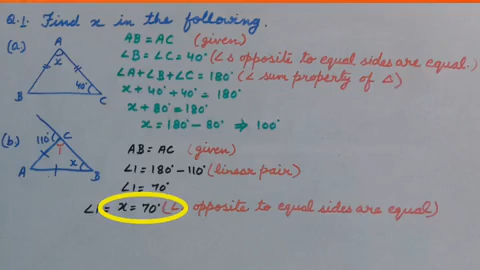 Q.1. Find x in the following.
(a)
A
x
B
40°
C
AB = AC (given)
∠B = ∠C = 40° (∠s opposite to equal sides are equal.)
∠A + ∠B + ∠C = 180° (∠ sum property of △)
x + 40° + 40° = 180°
x + 80° = 180°
x = 180° - 80° ⇒ 100°
(b)
110°
C
1
A
x
B
AB = AC (given)
∠1 = 180° - 110° (linear pair)
∠1 = 70°
∠1 = x = 70° (∠ opposite to equal sides are equal)